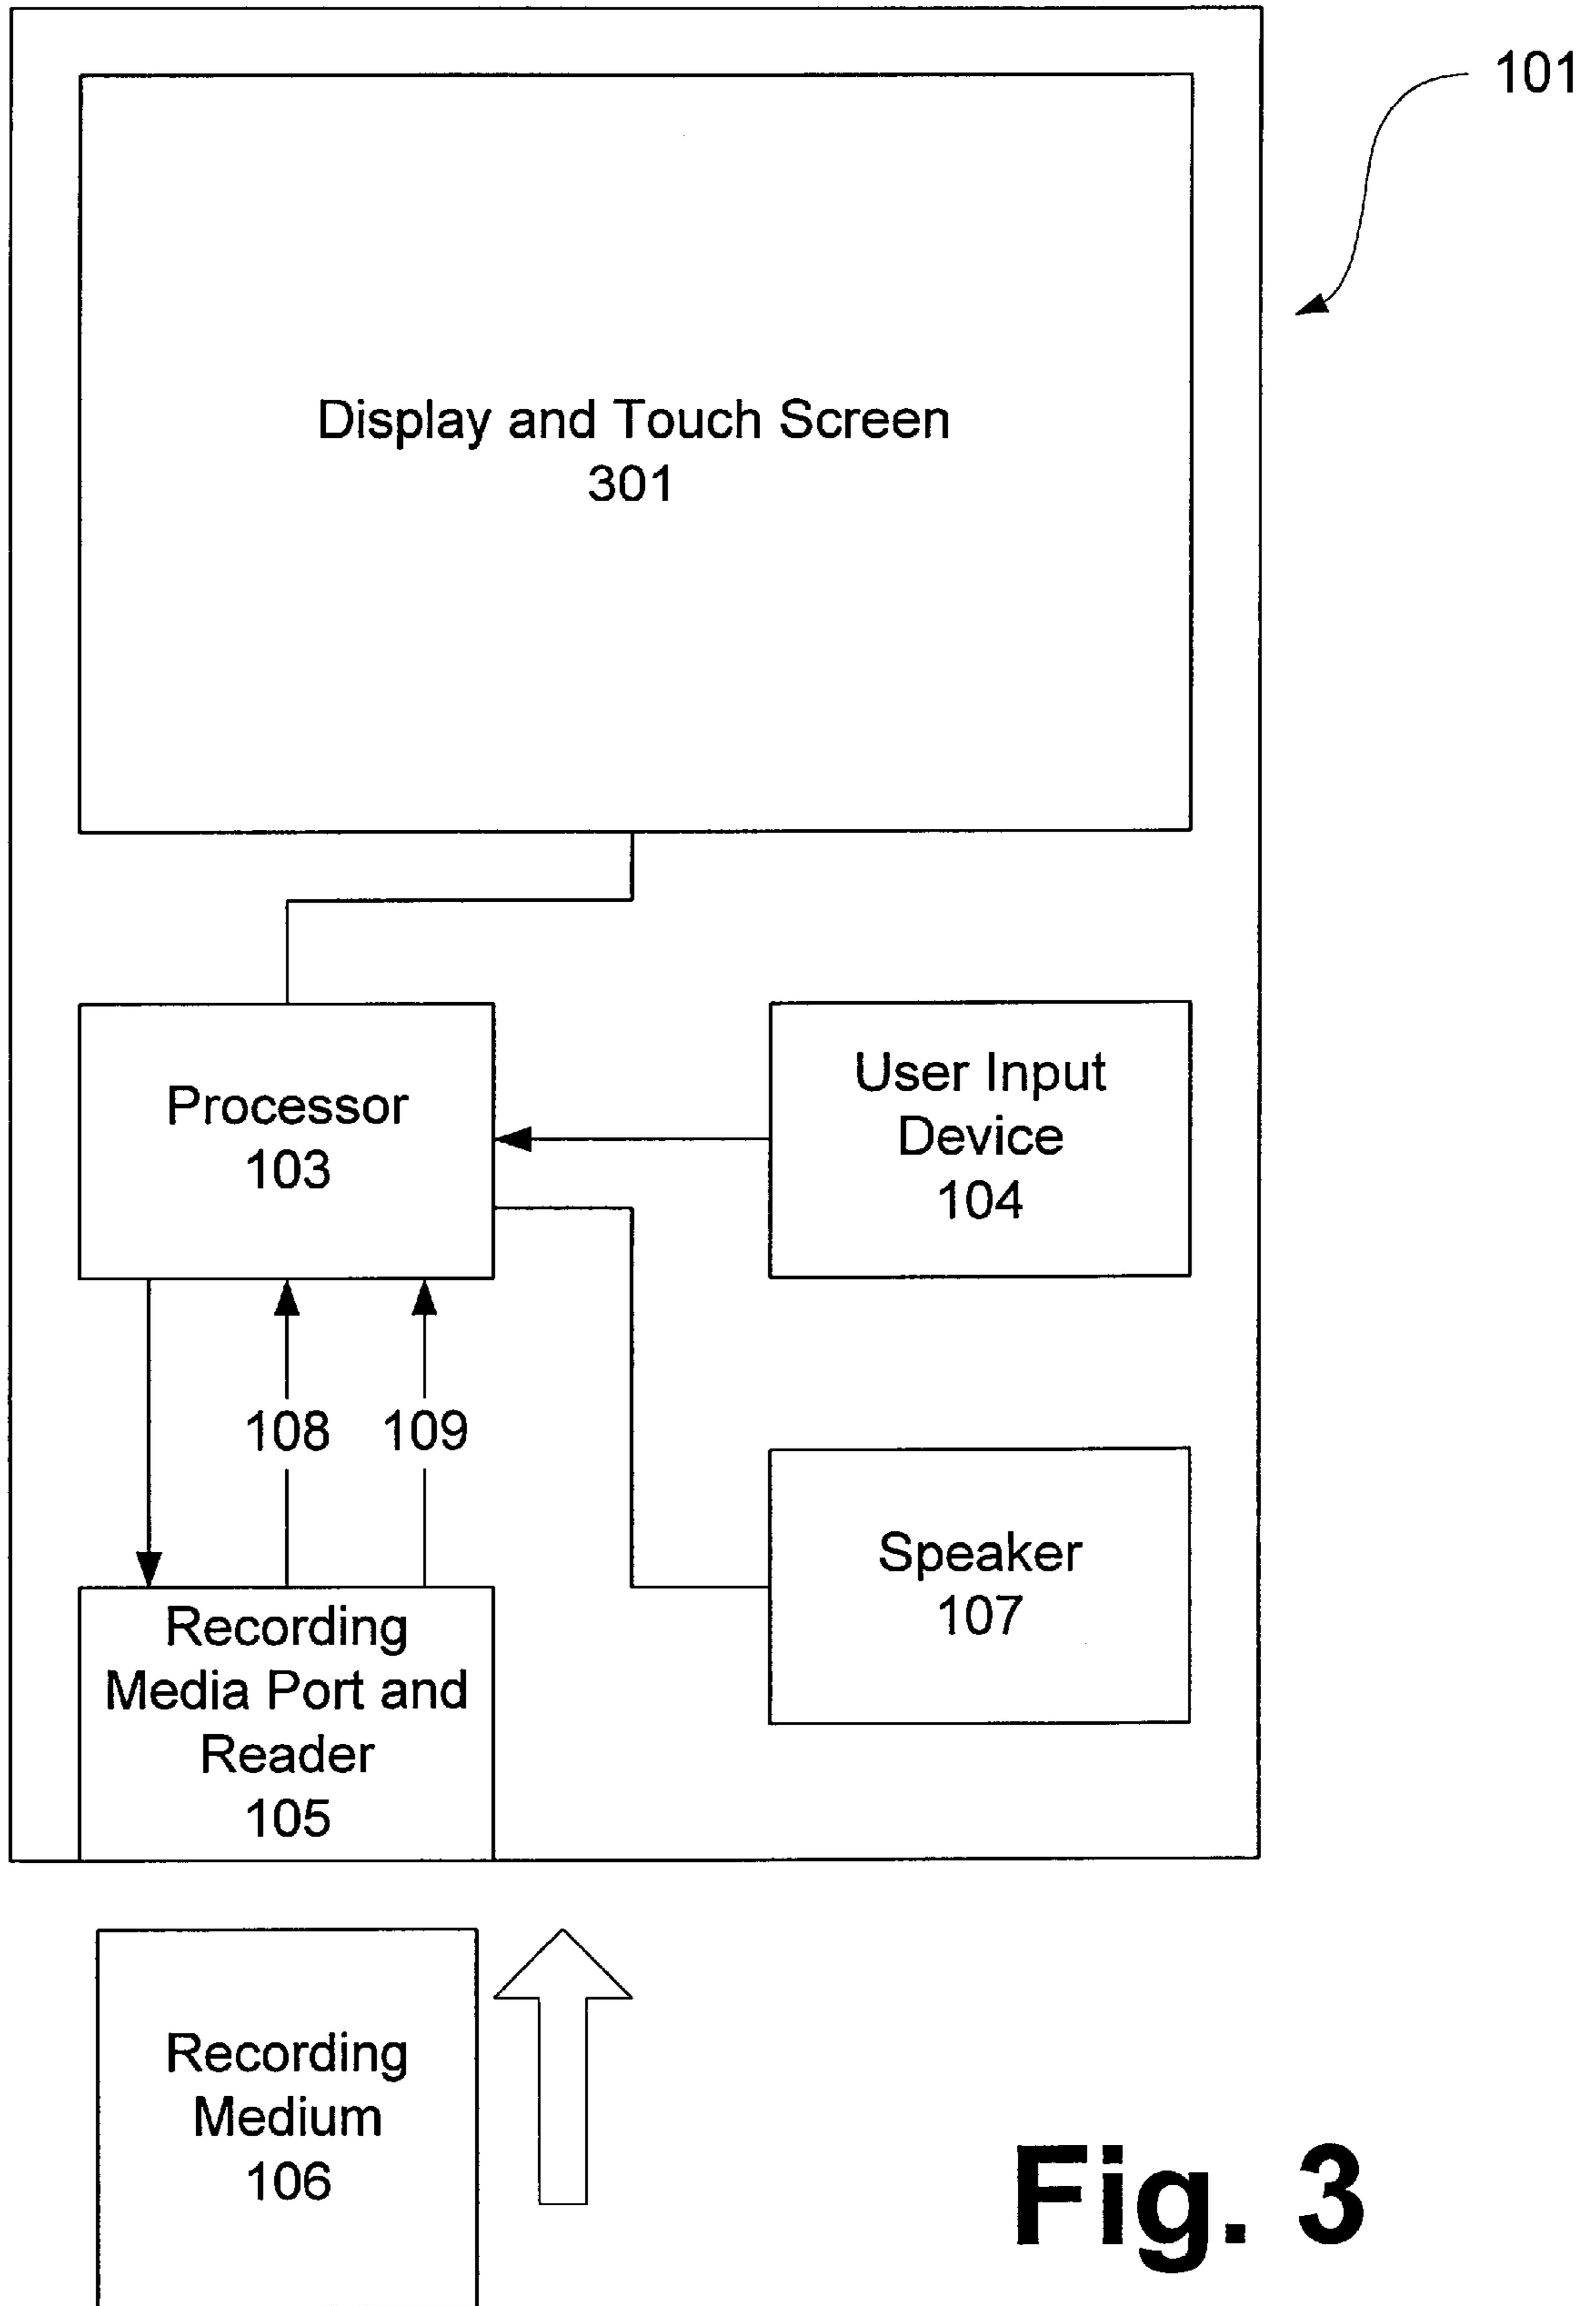 101
Display and Touch Screen
301
Processor
103
User Input
Device
104
108
109
Speaker
107
Recording
Media Port and
Reader
105
Recording
Medium
106
Fig. 3